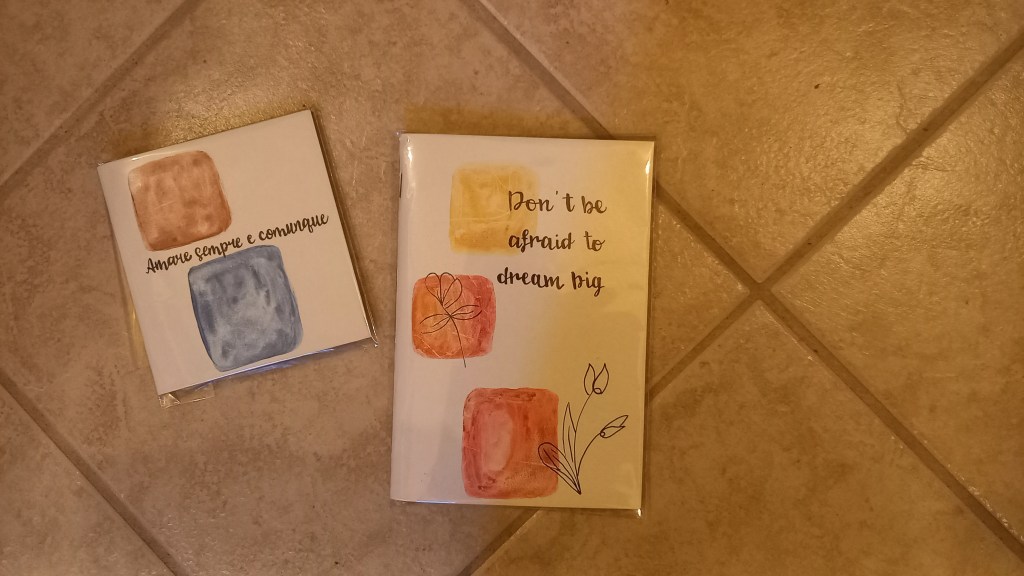 Amare sempre e comunque
Don't be
afraid to
dream big